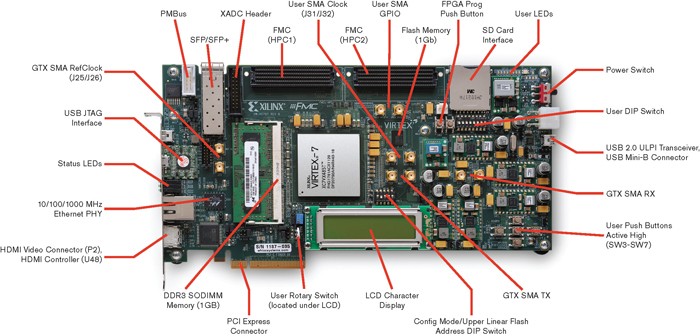 PMBus
XADC Header
SFP/SFP+
FMC
(HPC1)
User SMA Clock
(J31/J32)
FMC
(HPC2)
User SMA
GPIO
Flash Memory
(1Gb)
FPGA Prog
Push Button
SD Card
Interface
User LEDs
Power Switch
User DIP Switch
USB 2.0 ULPI Transceiver,
USB Mini-B Connector
GTX SMA RX
User Push Buttons
Active High
(SW3-SW7)
GTX SMA TX
Config Mode/Upper Linear Flash
Address DIP Switch
LCD Character
Display
User Rotary Switch
(located under LCD)
PCI Express
Connector
DDR3 SODIMM
Memory (1GB)
HDMI Video Connector (P2),
HDMI Controller (U48)
10/100/1000 MHz
Ethernet PHY
Status LEDs
USB JTAG
Interface
GTX SMA RefClock
(J25/J26)
XILINX
FMC
VIRTEX
XILINX
VIRTEX-7